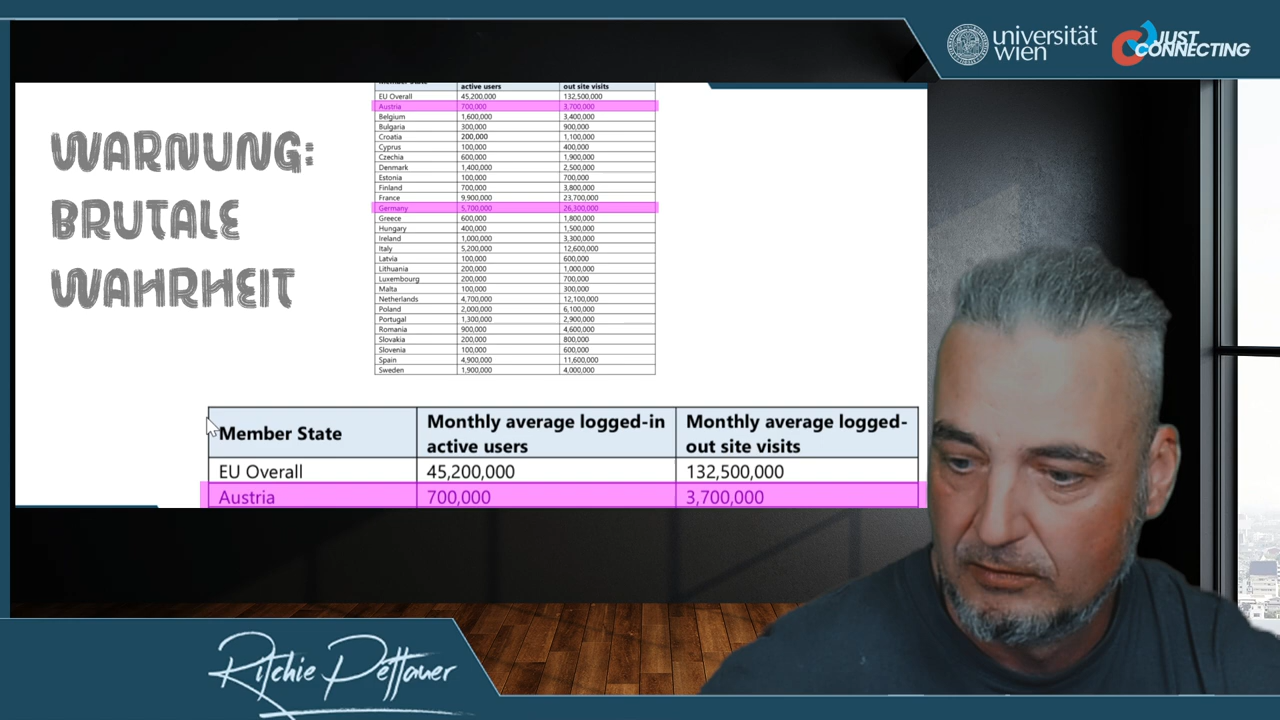 universität
wien
JUST
CONNECTING
WARNUNG:
BRUTALE
WAHRHEIT
active users out site visits
EU Overall 45,200,000 132,500,000
Austria 700,000 3,700,000
Belgium 1,600,000 3,400,000
Bulgaria 300,000 900,000
Croatia 200,000 1,100,000
Cyprus 100,000 400,000
Czechia 600,000 1,900,000
Denmark 1,400,000 2,500,000
Estonia 100,000 700,000
Finland 700,000 3,800,000
France 9,900,000 23,700,000
Germany 5,700,000 26,300,000
Greece 600,000 1,800,000
Hungary 400,000 1,500,000
Ireland 1,000,000 3,300,000
Italy 5,200,000 12,600,000
Latvia 100,000 600,000
Lithuania 200,000 1,000,000
Luxembourg 200,000 700,000
Malta 100,000 300,000
Netherlands 4,700,000 12,100,000
Poland 2,000,000 6,100,000
Portugal 1,300,000 2,900,000
Romania 900,000 4,600,000
Slovakia 200,000 800,000
Slovenia 100,000 600,000
Spain 4,900,000 11,600,000
Sweden 1,900,000 4,000,000
Member State Monthly average logged-in active users Monthly average logged-out site visits
EU Overall 45,200,000 132,500,000
Austria 700,000 3,700,000
Ritchie Pettauer